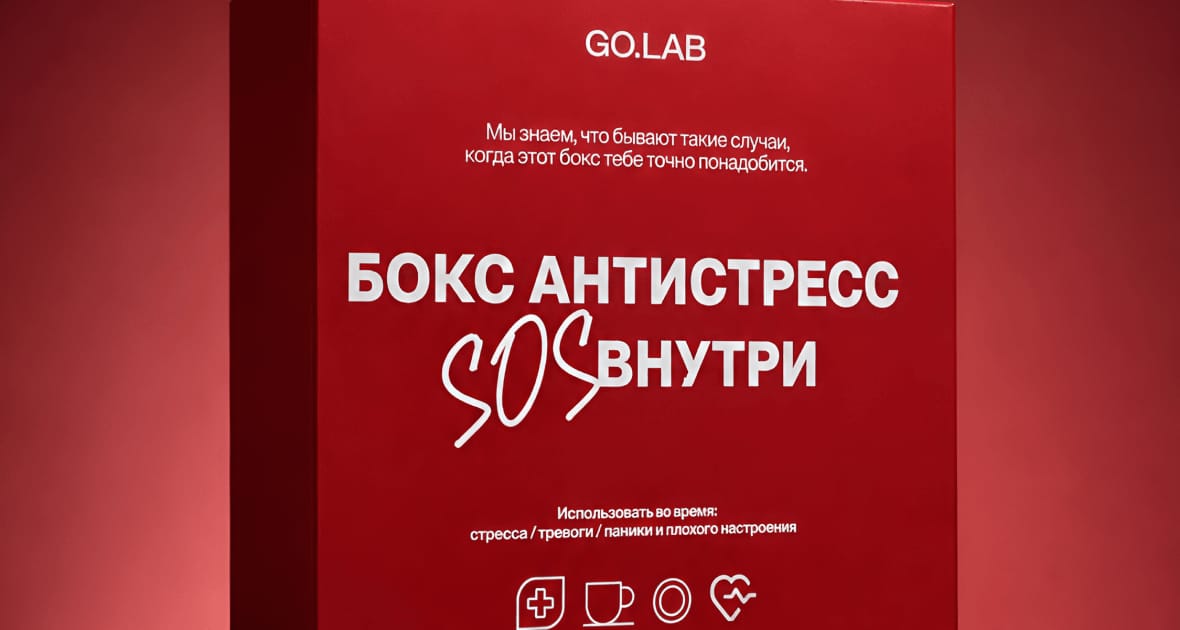 GO.LAB
Мы знаем, что бывают такие случаи,
когда этот бокс тебе точно понадобится.
БОКС АНТИСТРЕСС
SOS ВНУТРИ
Использовать во время:
стресса / тревоги / паники и плохого настроения